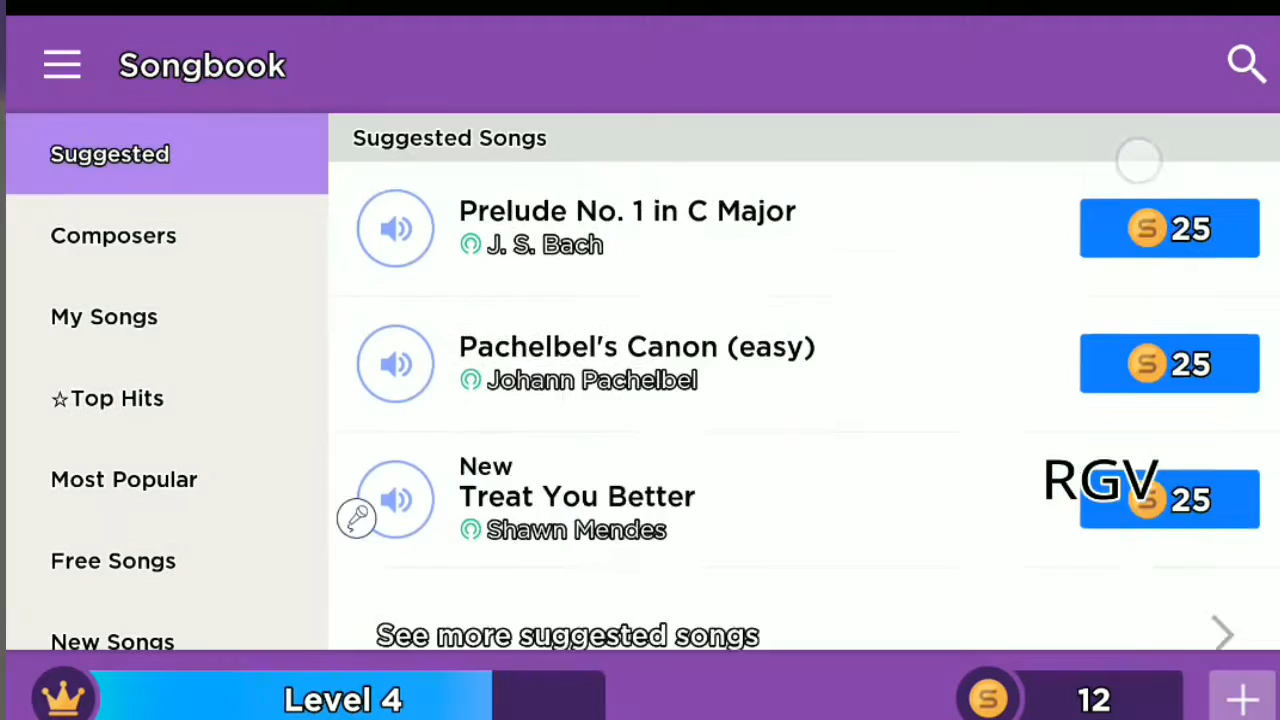 Songbook
Suggested
Composers
My Songs
☆Top Hits
Most Popular
Free Songs
New Songs
Suggested Songs
Prelude No. 1 in C Major
J. S. Bach
S 25
Pachelbel's Canon (easy)
Johann Pachelbel
S 25
New
Treat You Better
Shawn Mendes
RGV
S 25
See more suggested songs
Level 4
S 12